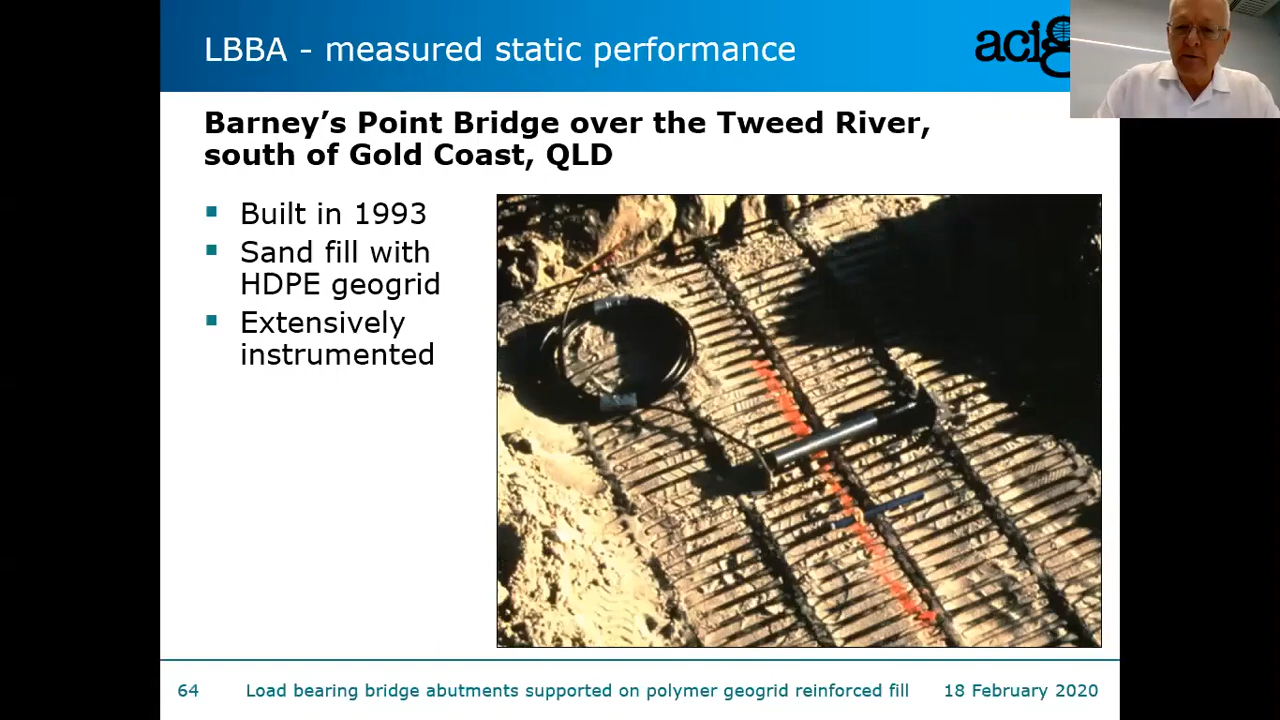 LBBA - measured static performance
acig
Barney's Point Bridge over the Tweed River,
south of Gold Coast, QLD
Built in 1993
Sand fill with
HDPE geogrid
Extensively
instrumented
64 Load bearing bridge abutments supported on polymer geogrid reinforced fill 18 February 2020